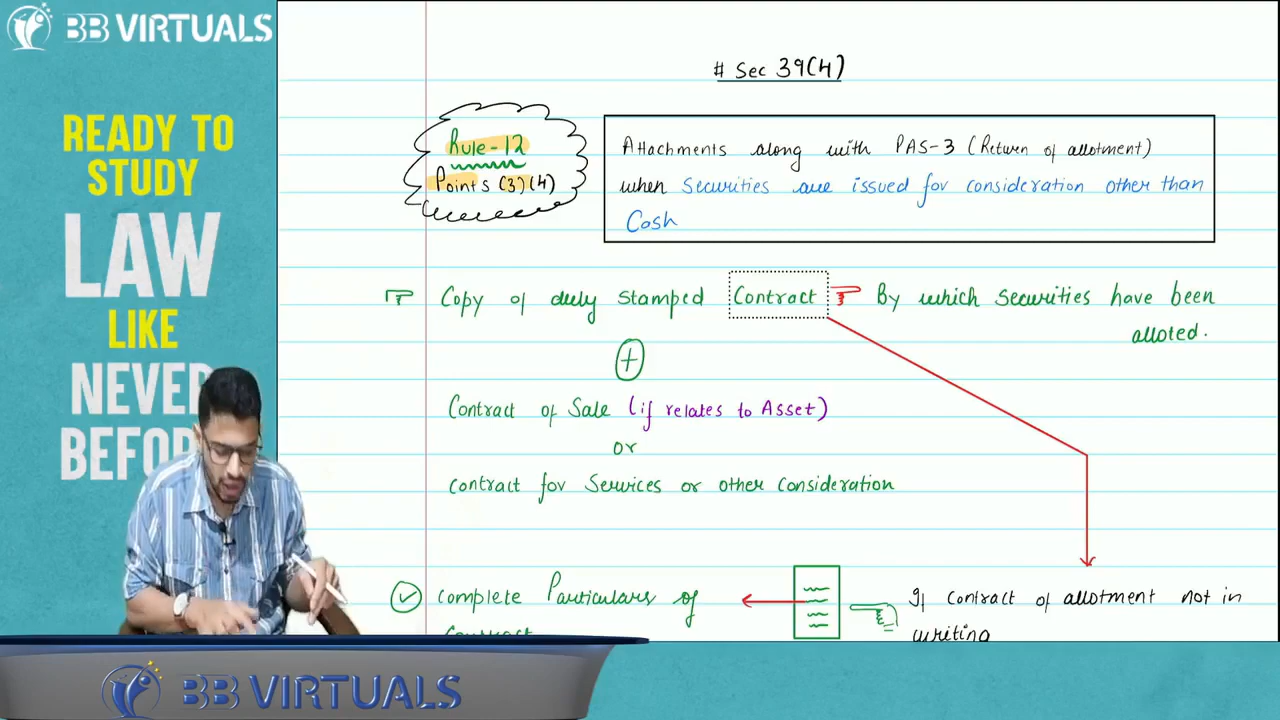 BB VIRTUALS
READY TO
STUDY
LAW
LIKE
NEVER
BEFOR
# Sec 39(4)
Rule-12
Points (3)(4)
Attachments along with PAS-3 (Return of allotment)
when Securities are issued for consideration other than
Cash
Copy of duly stamped Contract By which securities have been
alloted.
+
Contract of Sale (if relates to Asset)
or
contract for Services or other consideration
complete Particulars of
contract
If contract of allotment not in
writing
BB VIRTUALS